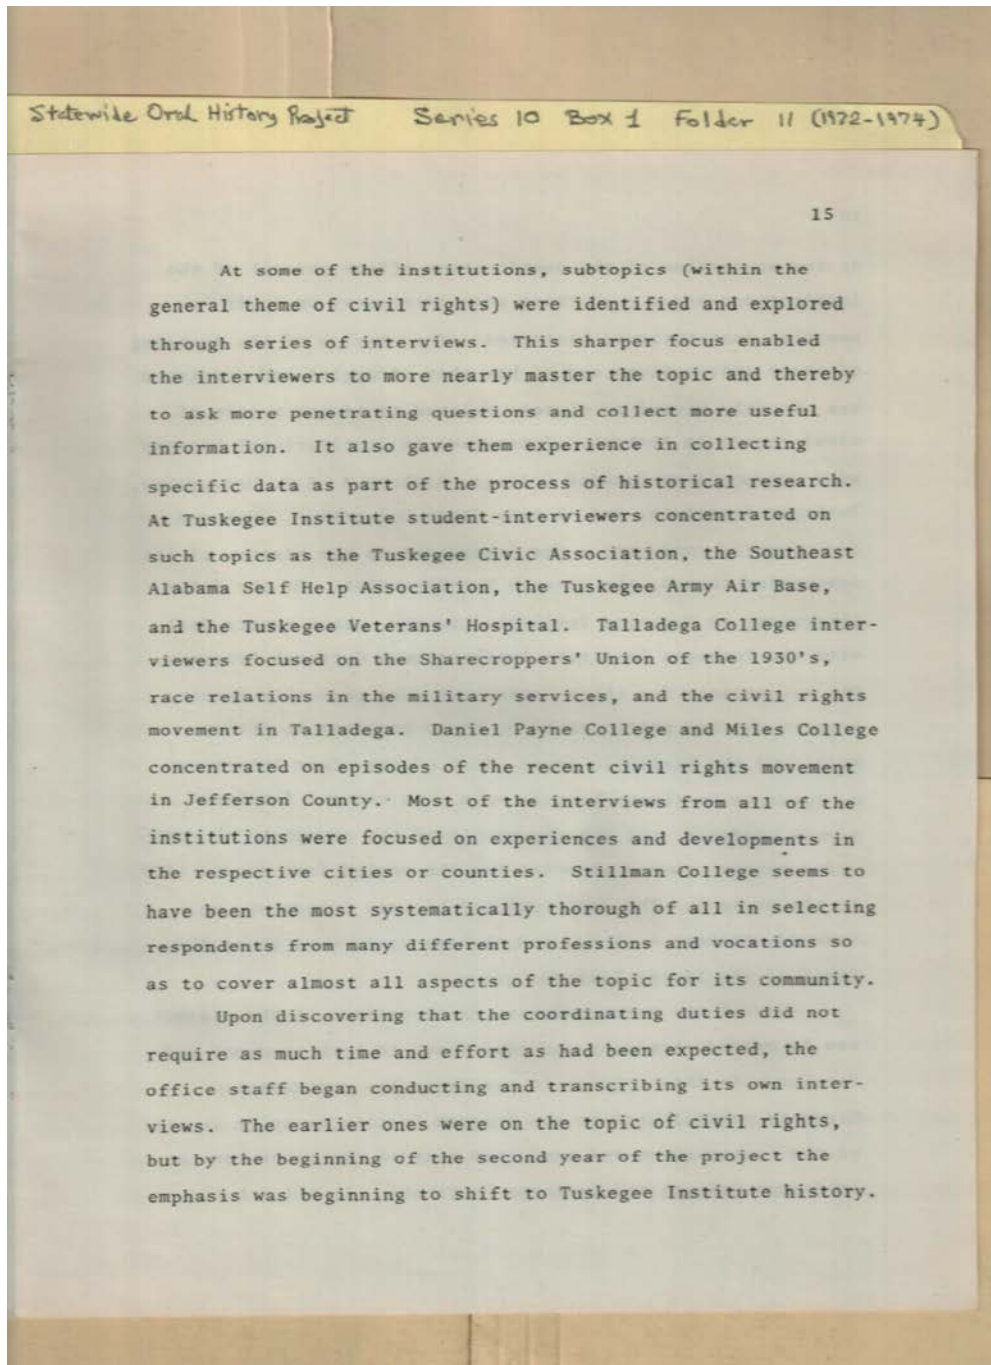 Statewide Oral History Project Series 10 Box 1 Folder 11 (1972-1974)
15
At some of the institutions, subtopics (within the
general theme of civil rights) were identified and explored
through series of interviews. This sharper focus enabled
the interviewers to more nearly master the topic and thereby
to ask more penetrating questions and collect more useful
information. It also gave them experience in collecting
specific data as part of the process of historical research.
At Tuskegee Institute student-interviewers concentrated on
such topics as the Tuskegee Civic Association, the Southeast
Alabama Self Help Association, the Tuskegee Army Air Base,
and the Tuskegee Veterans' Hospital. Talladega College inter-
viewers focused on the Sharecroppers' Union of the 1930's,
race relations in the military services, and the civil rights
movement in Talladega. Daniel Payne College and Miles College
concentrated on episodes of the recent civil rights movement
in Jefferson County. Most of the interviews from all of the
institutions were focused on experiences and developments in
the respective cities or counties. Stillman College seems to
have been the most systematically thorough of all in selecting
respondents from many different professions and vocations so
as to cover almost all aspects of the topic for its community.
Upon discovering that the coordinating duties did not
require as much time and effort as had been expected, the
office staff began conducting and transcribing its own inter-
views. The earlier ones were on the topic of civil rights,
but by the beginning of the second year of the project the
emphasis was beginning to shift to Tuskegee Institute history.